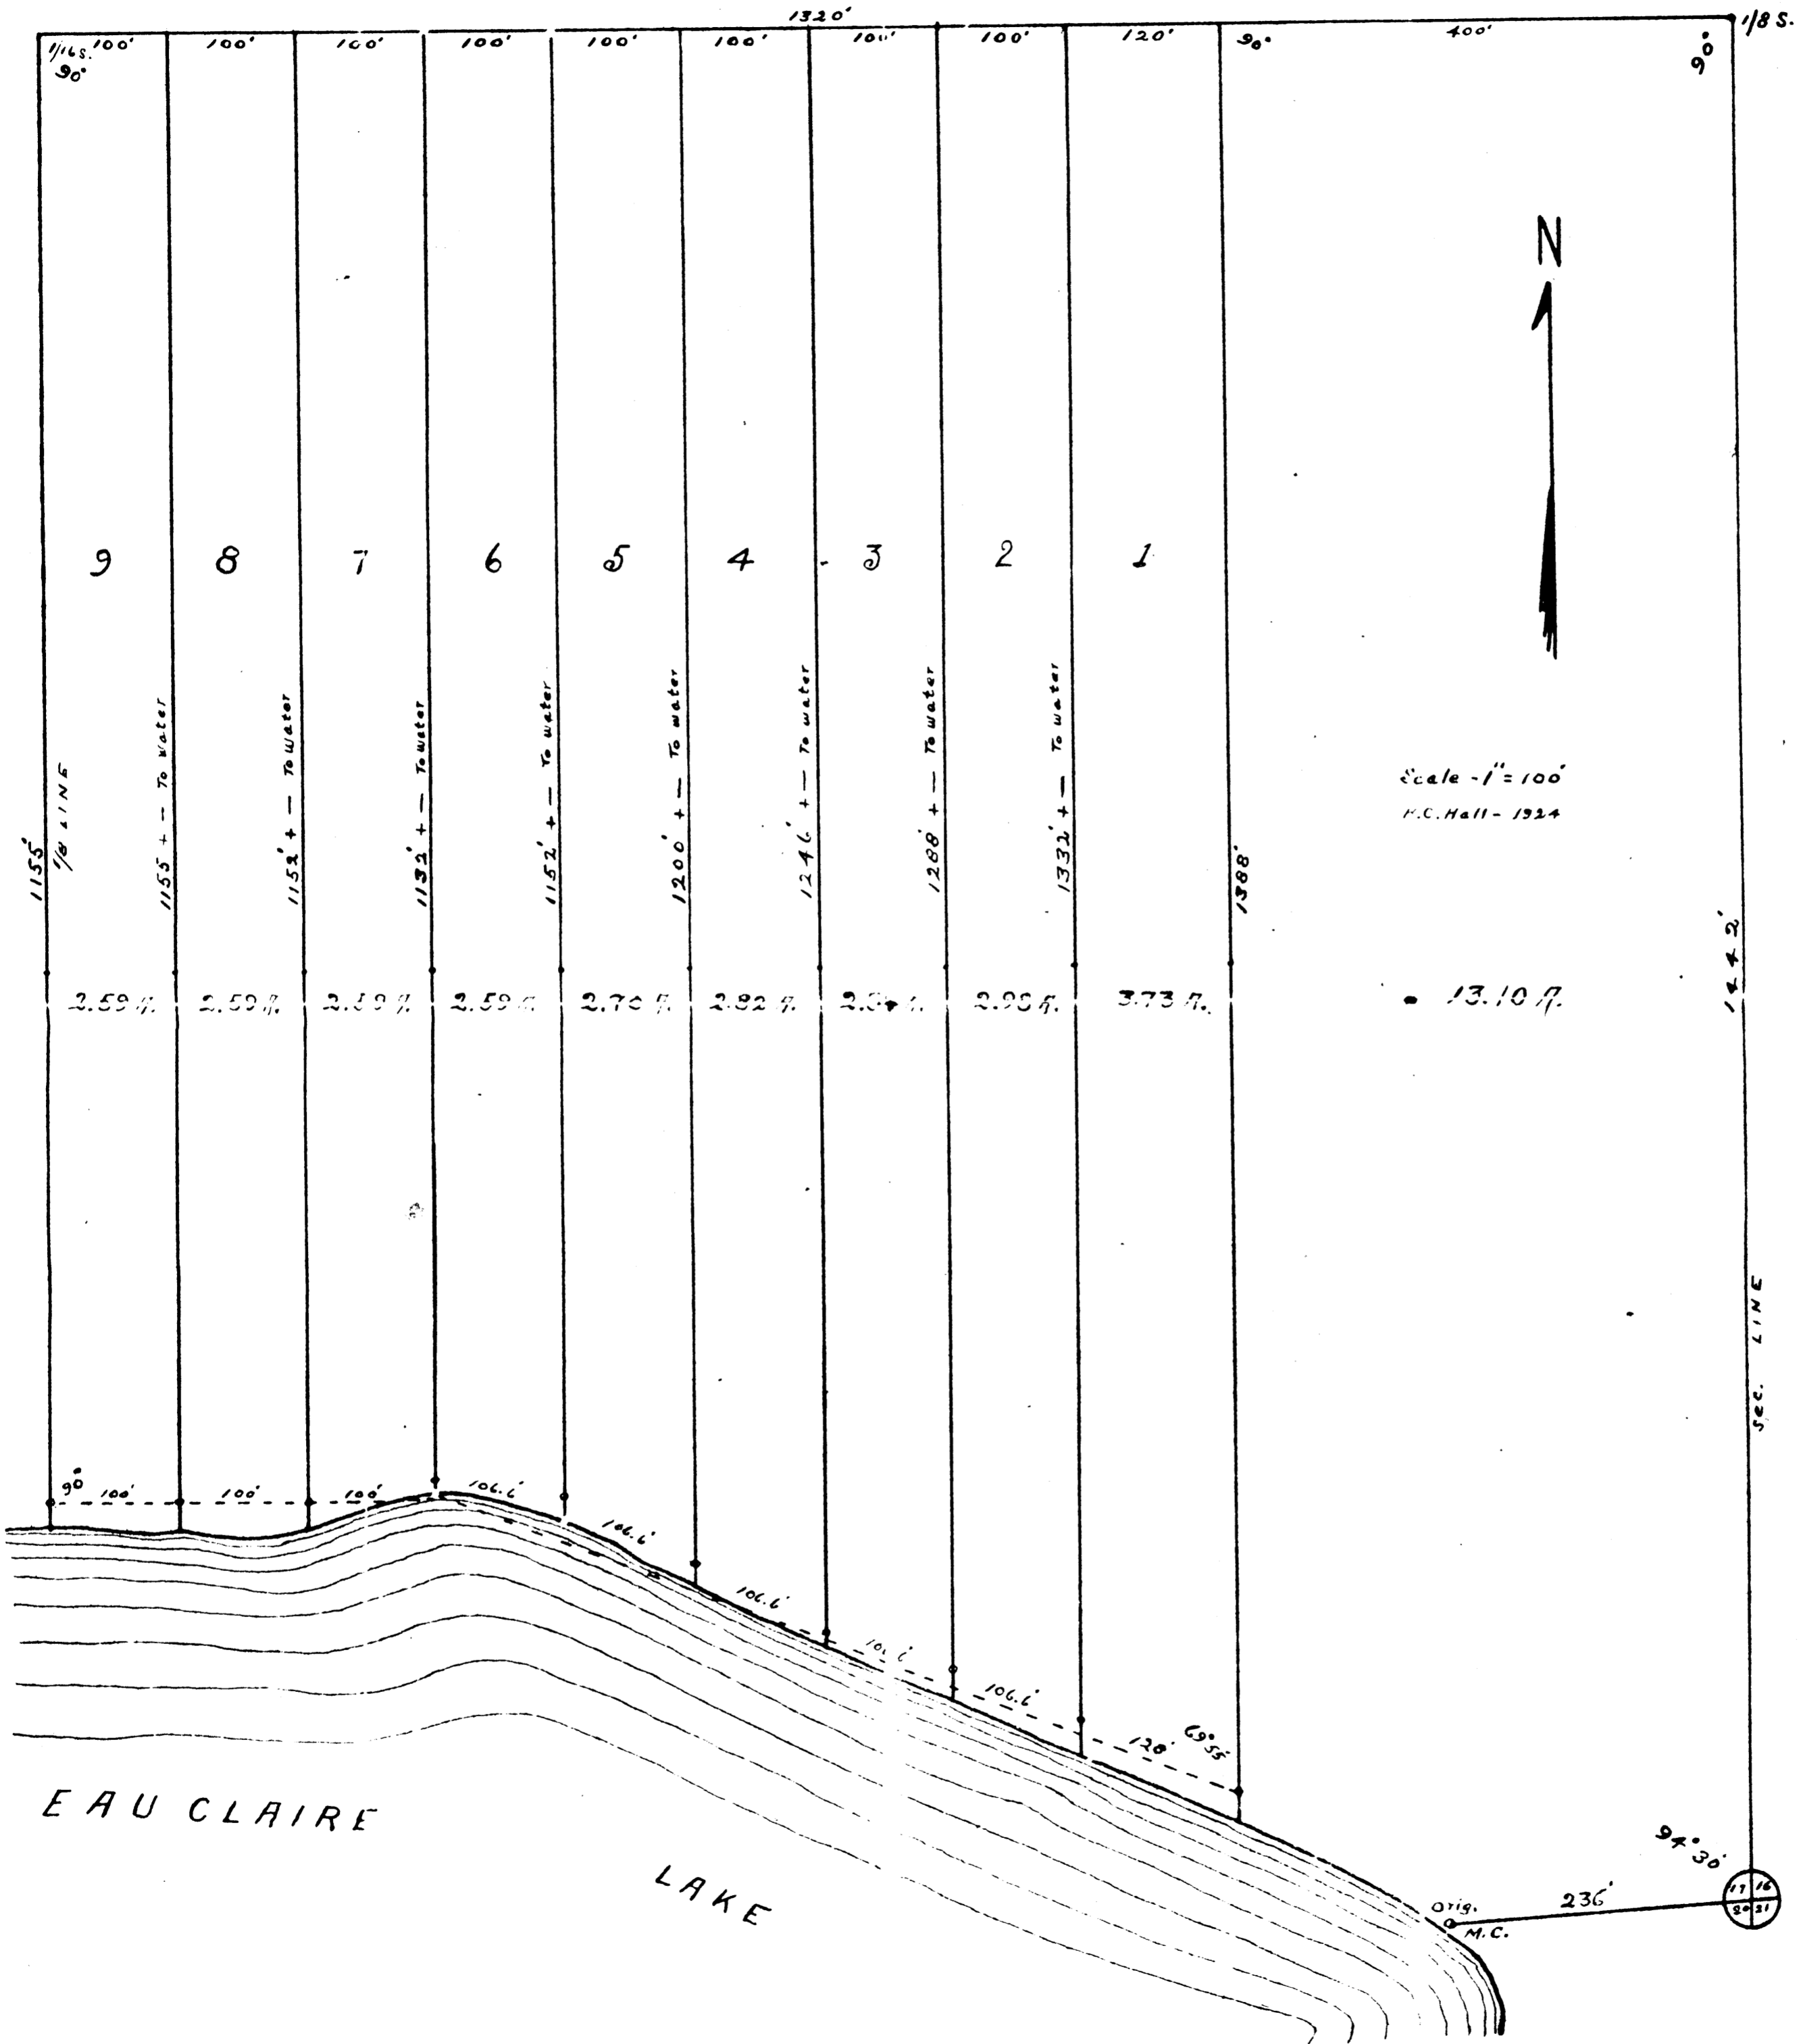 1320'
1/8 S.
1/16 S. 100' 100' 100' 100' 100' 100' 100' 100' 120' 90° 400' 90°
90°
N
9 8 7 6 5 4 3 2 1
Scale - 1" = 100'
Hall - 1924
1155'
1/8 LINE
1155 + - To water
1152' + - To water
1132' + - To water
1152' + - To water
1200' + - To water
1246' + - To water
1288' + - To water
1332' + - To water
1388'
1442'
SEC. LINE
2.59 A. 2.59 A. 2.59 A. 2.59 A. 2.70 A. 2.82 A. 2.98 A. 3.73 A. 13.10 A.
90°
100' 100' 100' 106.6'
106.6'
106.6'
106.6'
128' 69°55'
94°30'
EAU CLAIRE
LAKE
Orig.
M.C.
236'
17 16
20 21